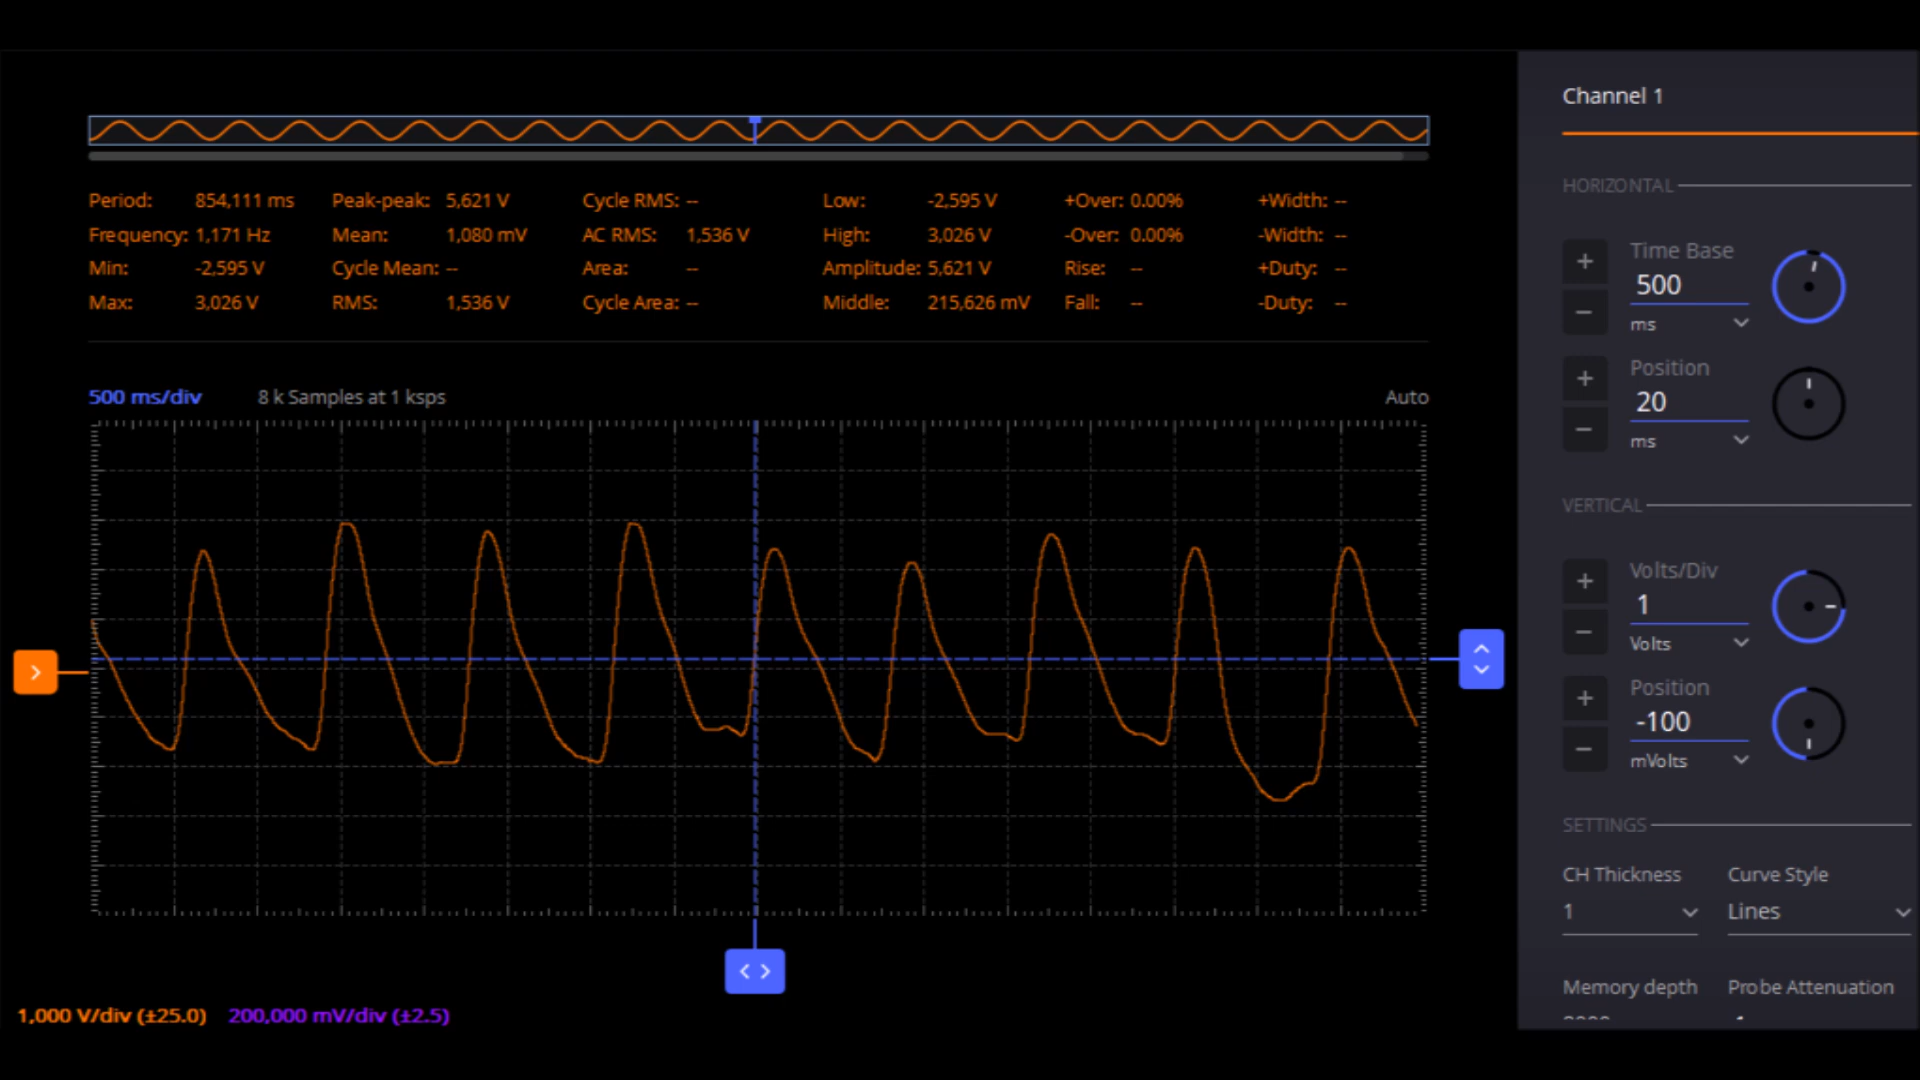 Channel 1
HORIZONTAL
Period: 854,111 ms Peak-peak: 5,621 V Cycle RMS: -- Low: -2,595 V +Over: 0.00% +Width: --
Frequency: 1,171 Hz Mean: 1,080 mV AC RMS: 1,536 V High: 3,026 V -Over: 0.00% -Width: --
Min: -2,595 V Cycle Mean: -- Area: -- Amplitude: 5,621 V Rise: -- +Duty: --
Max: 3,026 V RMS: 1,536 V Cycle Area: -- Middle: 215,626 mV Fall: -- -Duty: --
Time Base
500
ms
Position
20
ms
500 ms/div 8 k Samples at 1 ksps Auto
VERTICAL
Volts/Div
1
Volts
Position
-100
mVolts
SETTINGS
CH Thickness Curve Style
1 Lines
Memory depth Probe Attenuation
1,000 V/div (±25.0) 200,000 mV/div (±2.5)